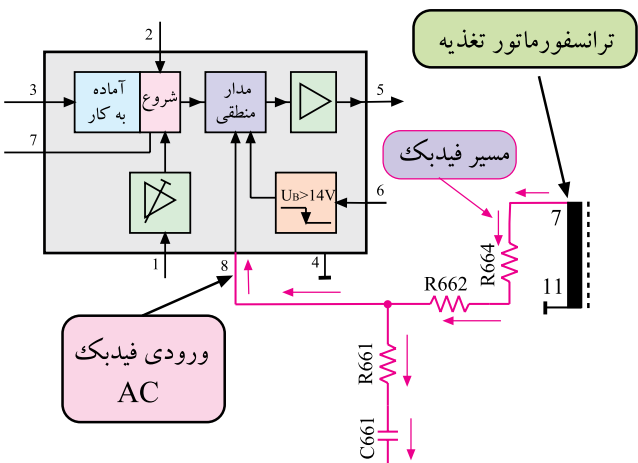 ترانسفورماتور تغذیه
2
3
آماده
به کار
شروع
مدار
منطقی
5
7
مسیر فیدبک
U_B>14V
6
7
1
8
4
R664
11
R662
ورودی فیدبک
AC
R661
C661